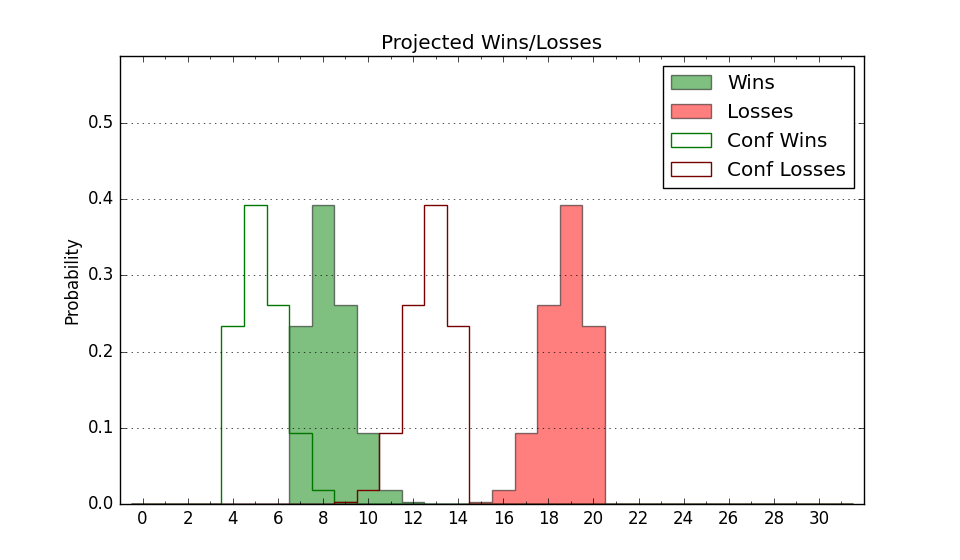 Projected Wins/Losses
Wins
Losses
Conf Wins
Conf Losses
Probability
0.5
0.4
0.3
0.2
0.1
0.0
0 2 4 6 8 10 12 14 16 18 20 22 24 26 28 30